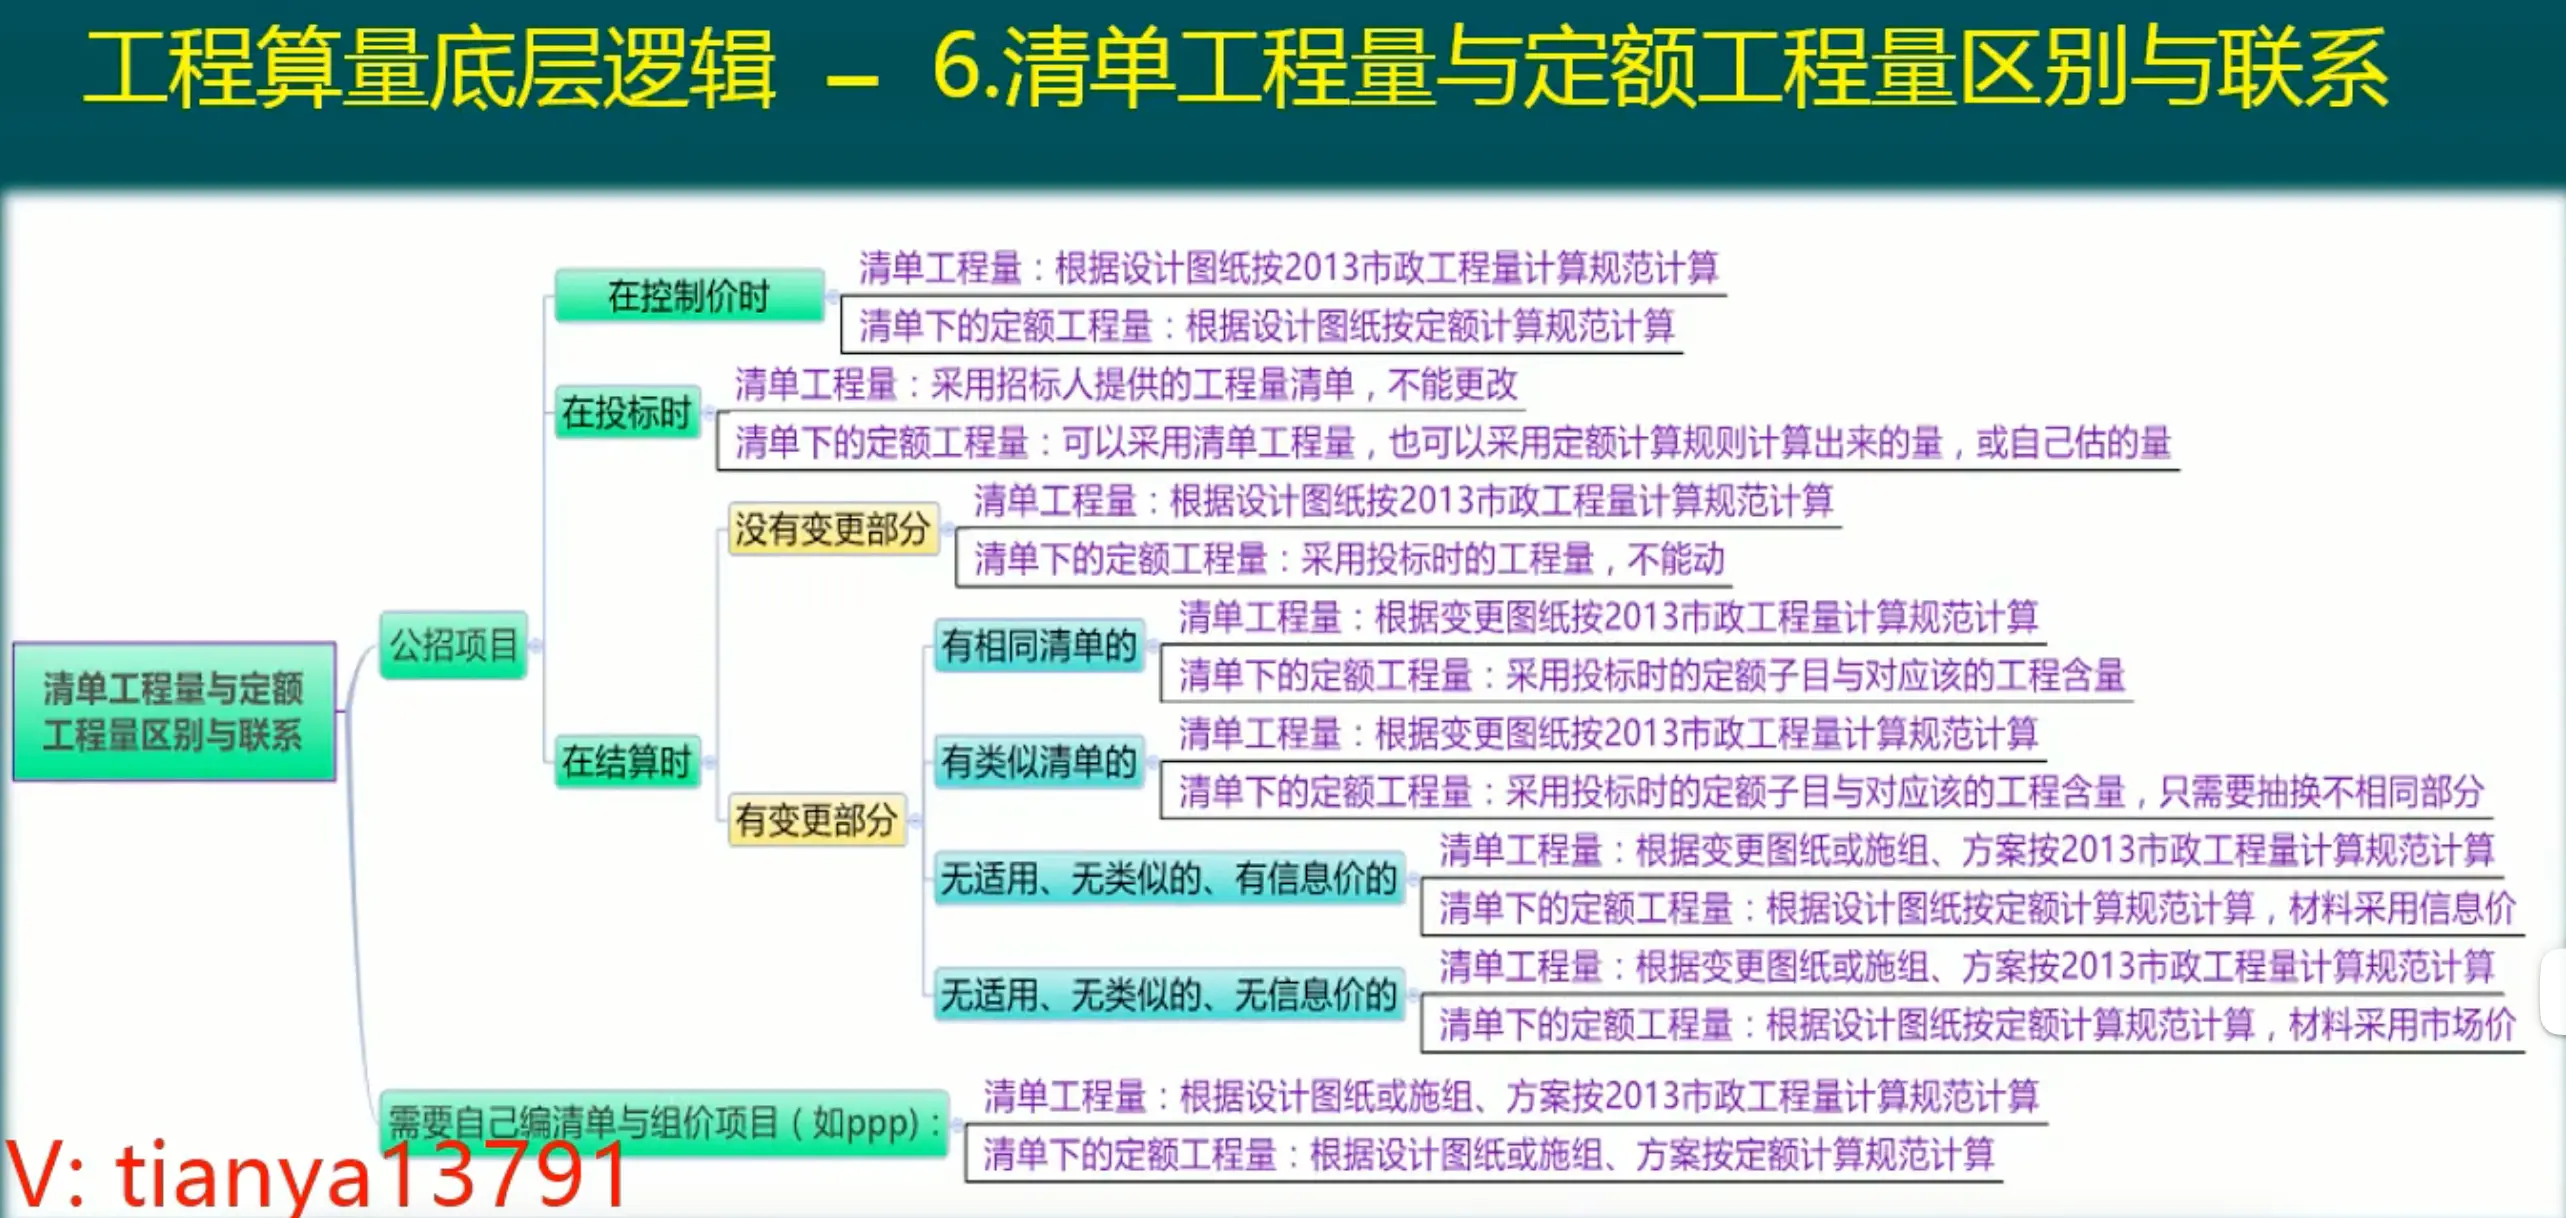 工程算量底层逻辑 – 6.清单工程量与定额工程量区别与联系
清单工程量与定额
工程量区别与联系
公招项目
在控制价时
清单工程量：根据设计图纸按2013市政工程量计算规范计算
清单下的定额工程量：根据设计图纸按定额计算规范计算
在投标时
清单工程量：采用招标人提供的工程量清单，不能更改
清单下的定额工程量：可以采用清单工程量，也可以采用定额计算规则计算出来的量，或自己估的量
在结算时
没有变更部分
清单工程量：根据设计图纸按2013市政工程量计算规范计算
清单下的定额工程量：采用投标时的工程量，不能动
有变更部分
有相同清单的
清单工程量：根据变更图纸按2013市政工程量计算规范计算
清单下的定额工程量：采用投标时的定额子目与对应该的工程含量
有类似清单的
清单工程量：根据变更图纸按2013市政工程量计算规范计算
清单下的定额工程量：采用投标时的定额子目与对应该的工程含量，只需要抽换不相同部分
无适用、无类似的、有信息价的
清单工程量：根据变更图纸或施组、方案按2013市政工程量计算规范计算
清单下的定额工程量：根据设计图纸按定额计算规范计算，材料采用信息价
无适用、无类似的、无信息价的
清单工程量：根据变更图纸或施组、方案按2013市政工程量计算规范计算
清单下的定额工程量：根据设计图纸按定额计算规范计算，材料采用市场价
需要自己编清单与组价项目（如ppp)：
清单工程量：根据设计图纸或施组、方案按2013市政工程量计算规范计算
清单下的定额工程量：根据设计图纸或施组、方案按定额计算规范计算
V: tianya13791